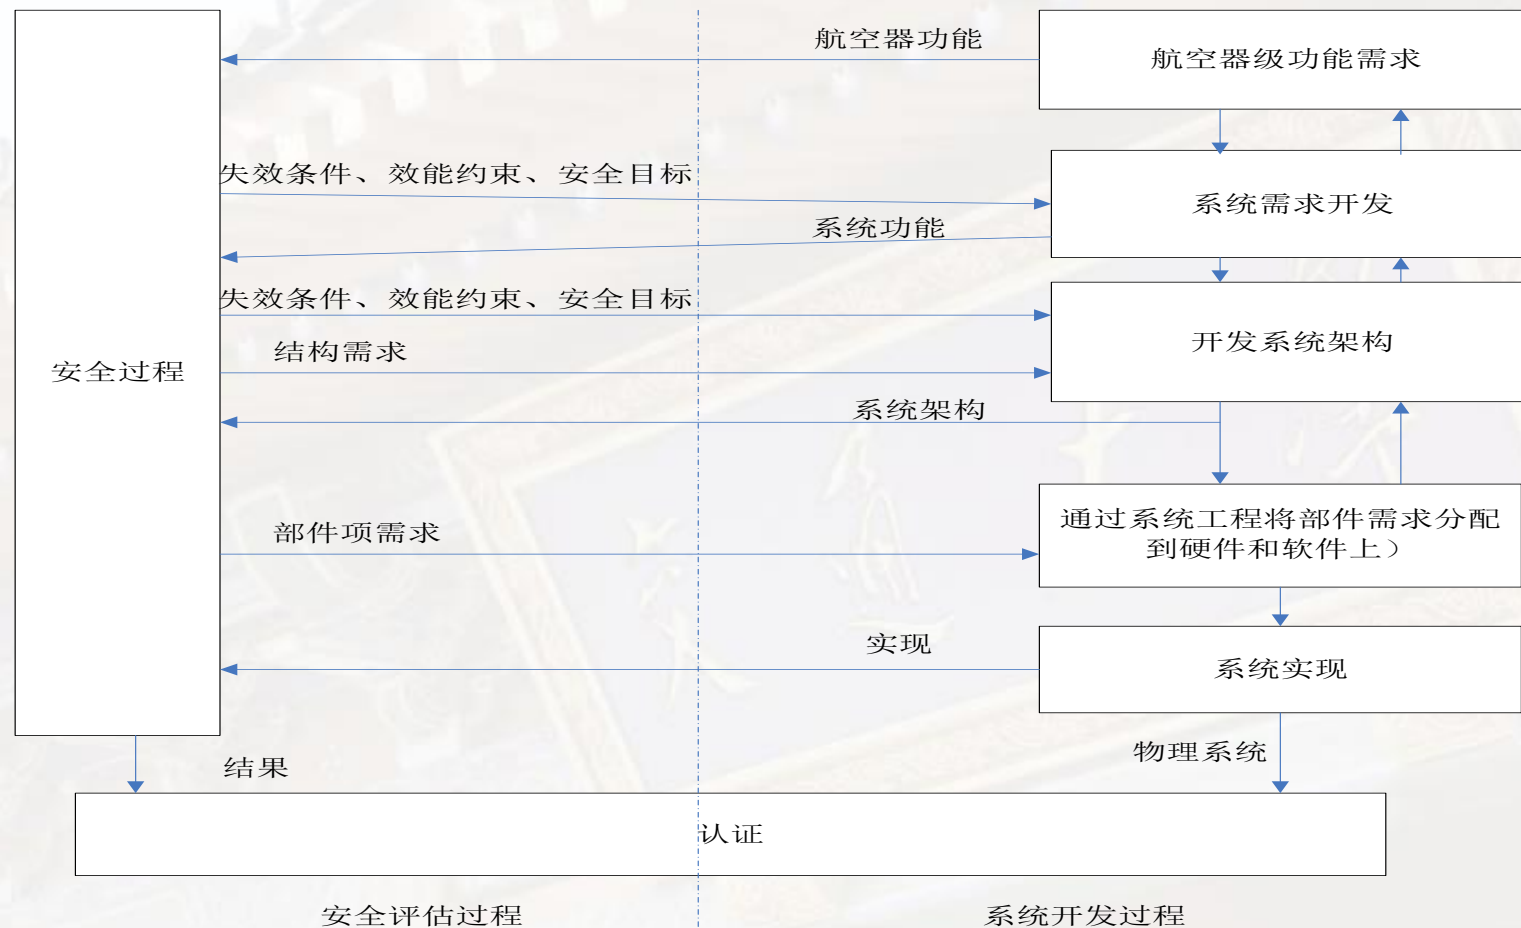 航空器功能
航空器级功能需求
失效条件、效能约束、安全目标
系统需求开发
系统功能
失效条件、效能约束、安全目标
开发系统架构
结构需求
安全过程
系统架构
通过系统工程将部件需求分配
到硬件和软件上）
部件项需求
实现
系统实现
结果
物理系统
认证
安全评估过程
系统开发过程